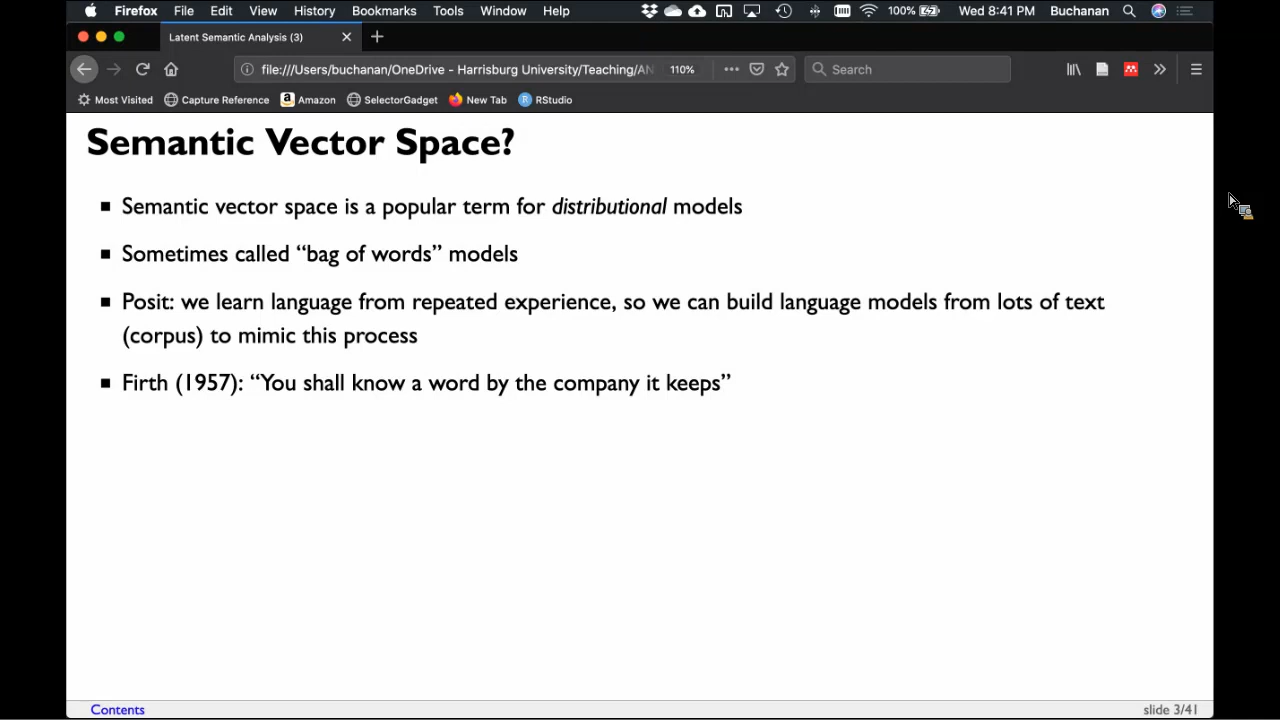 Firefox File Edit View History Bookmarks Tools Window Help 100% Wed 8:41 PM Buchanan
Latent Semantic Analysis (3)
file:///Users/buchanan/OneDrive - Harrisburg University/Teaching/AN 110% Search
Most Visited Capture Reference Amazon SelectorGadget New Tab RStudio
Semantic Vector Space?
Semantic vector space is a popular term for distributional models
Sometimes called “bag of words” models
Posit: we learn language from repeated experience, so we can build language models from lots of text
(corpus) to mimic this process
Firth (1957): “You shall know a word by the company it keeps”
Contents slide 3/41